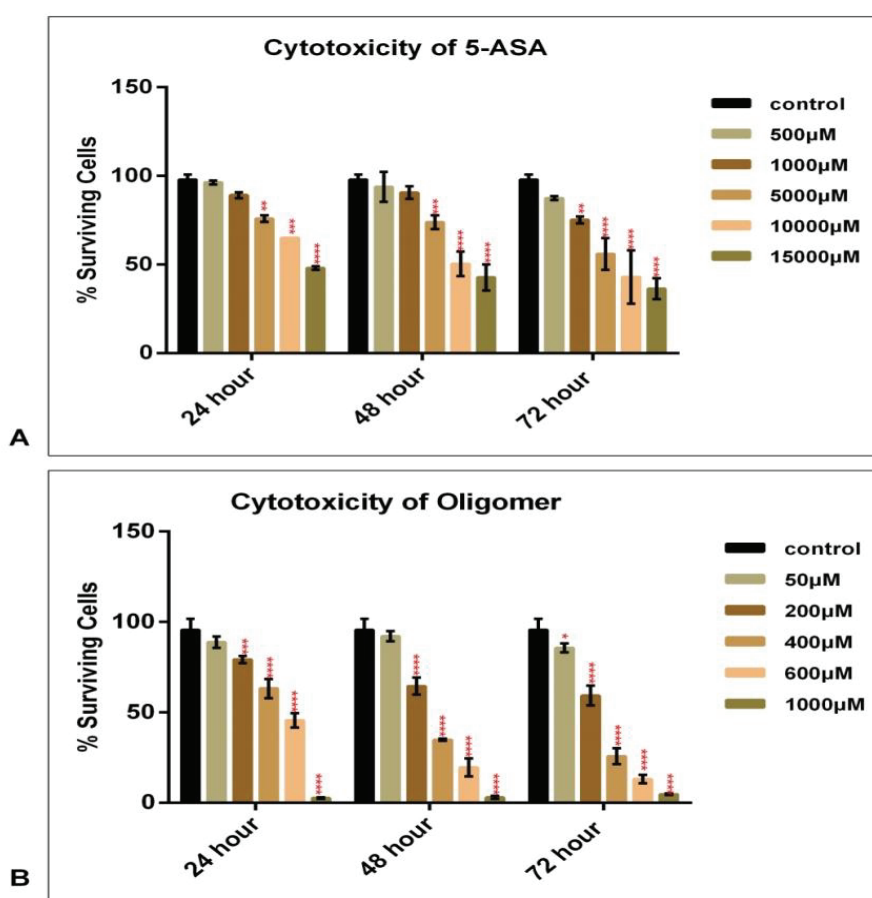 Cytotoxicity of 5-ASA
% Surviving Cells
150
100
50
0
**
***
****
***
****
****
***
****
****
****
24 hour
48 hour
72 hour
control
500µM
1000µM
5000µM
10000µM
15000µM
A
Cytotoxicity of Oligomer
% Surviving Cells
150
100
50
0
****
****
****
****
****
****
****
*
****
****
****
****
24 hour
48 hour
72 hour
control
50µM
200µM
400µM
600µM
1000µM
B